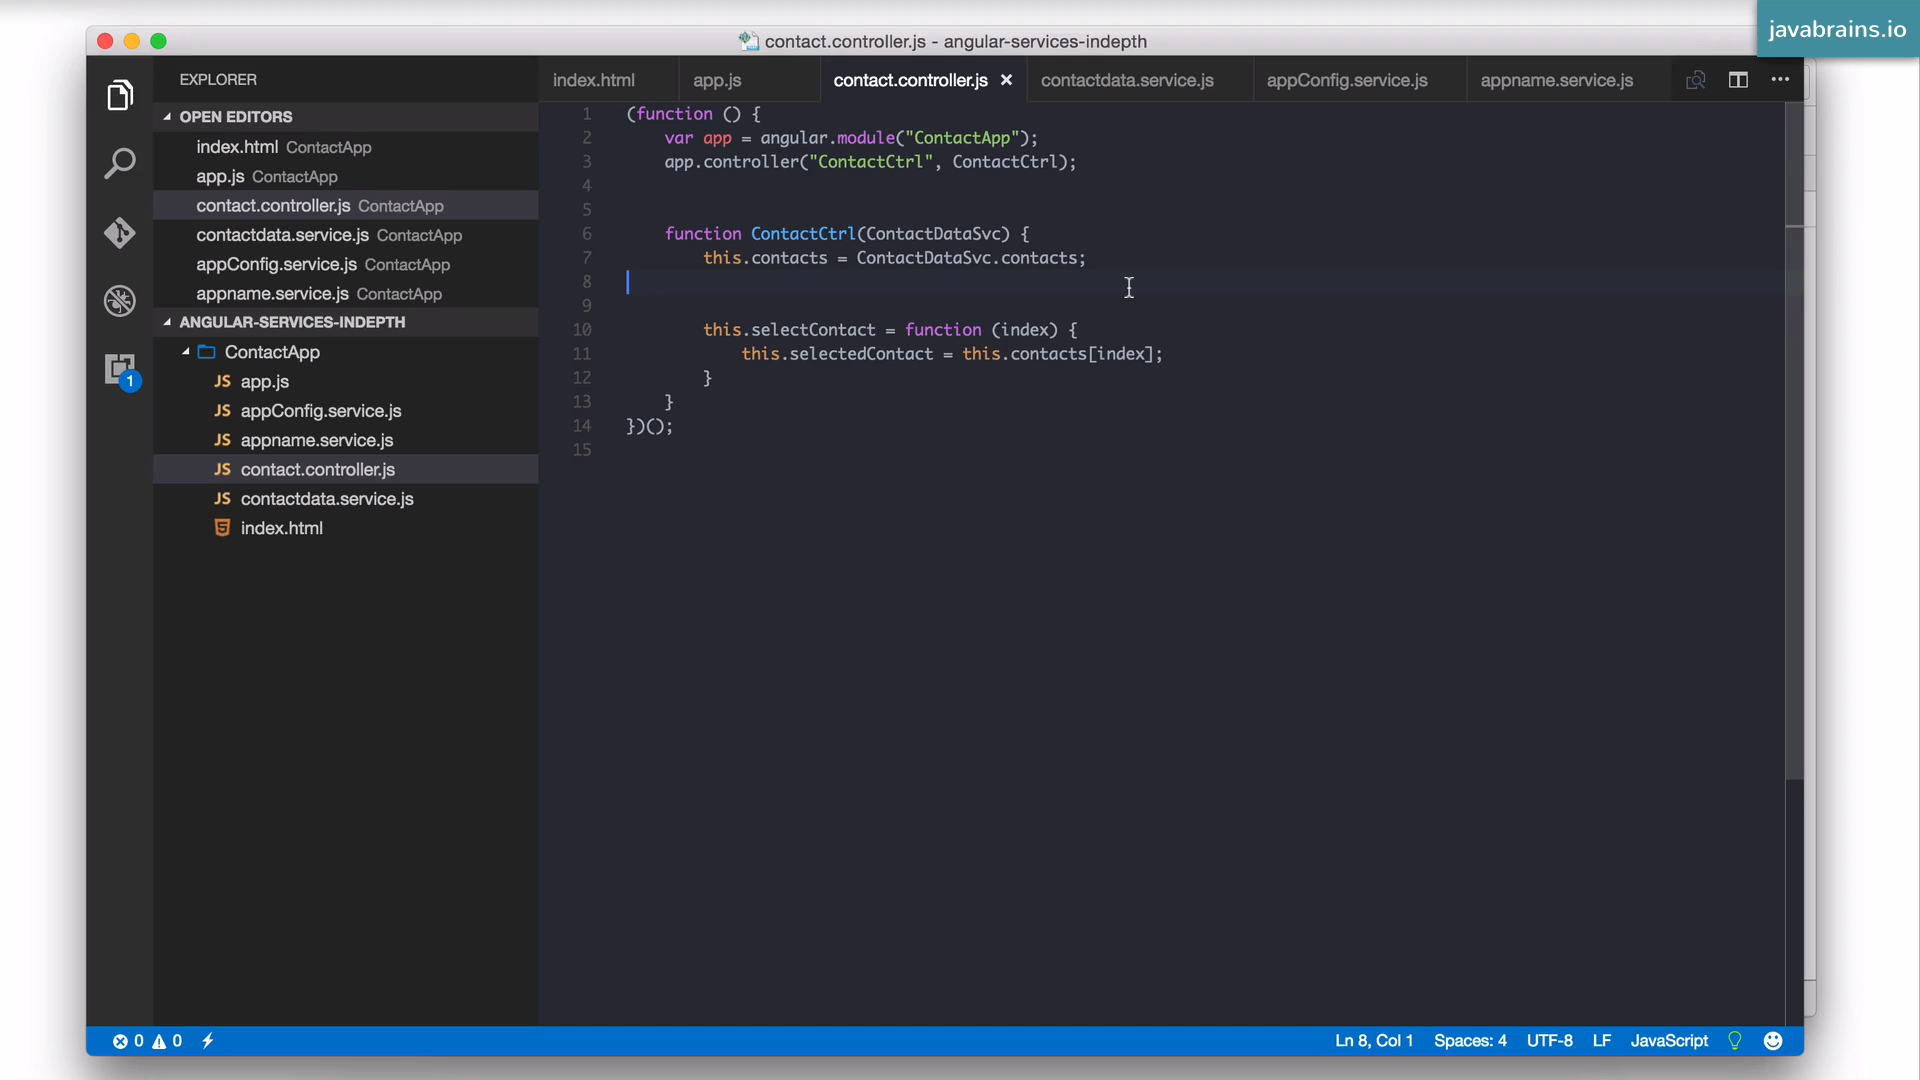 javabrains.io
contact.controller.js - angular-services-indepth
EXPLORER
index.html
app.js
contact.controller.js
contactdata.service.js
appConfig.service.js
appname.service.js
OPEN EDITORS
index.html ContactApp
app.js ContactApp
contact.controller.js ContactApp
contactdata.service.js ContactApp
appConfig.service.js ContactApp
appname.service.js ContactApp
ANGULAR-SERVICES-INDEPTH
ContactApp
JS app.js
JS appConfig.service.js
JS appname.service.js
JS contact.controller.js
JS contactdata.service.js
index.html
1
1 (function () {
2 var app = angular.module("ContactApp");
3 app.controller("ContactCtrl", ContactCtrl);
4
5
6 function ContactCtrl(ContactDataSvc) {
7 this.contacts = ContactDataSvc.contacts;
8
9
10 this.selectContact = function (index) {
11 this.selectedContact = this.contacts[index];
12 }
13 }
14 })();
15
0 0
Ln 8, Col 1 Spaces: 4 UTF-8 LF JavaScript